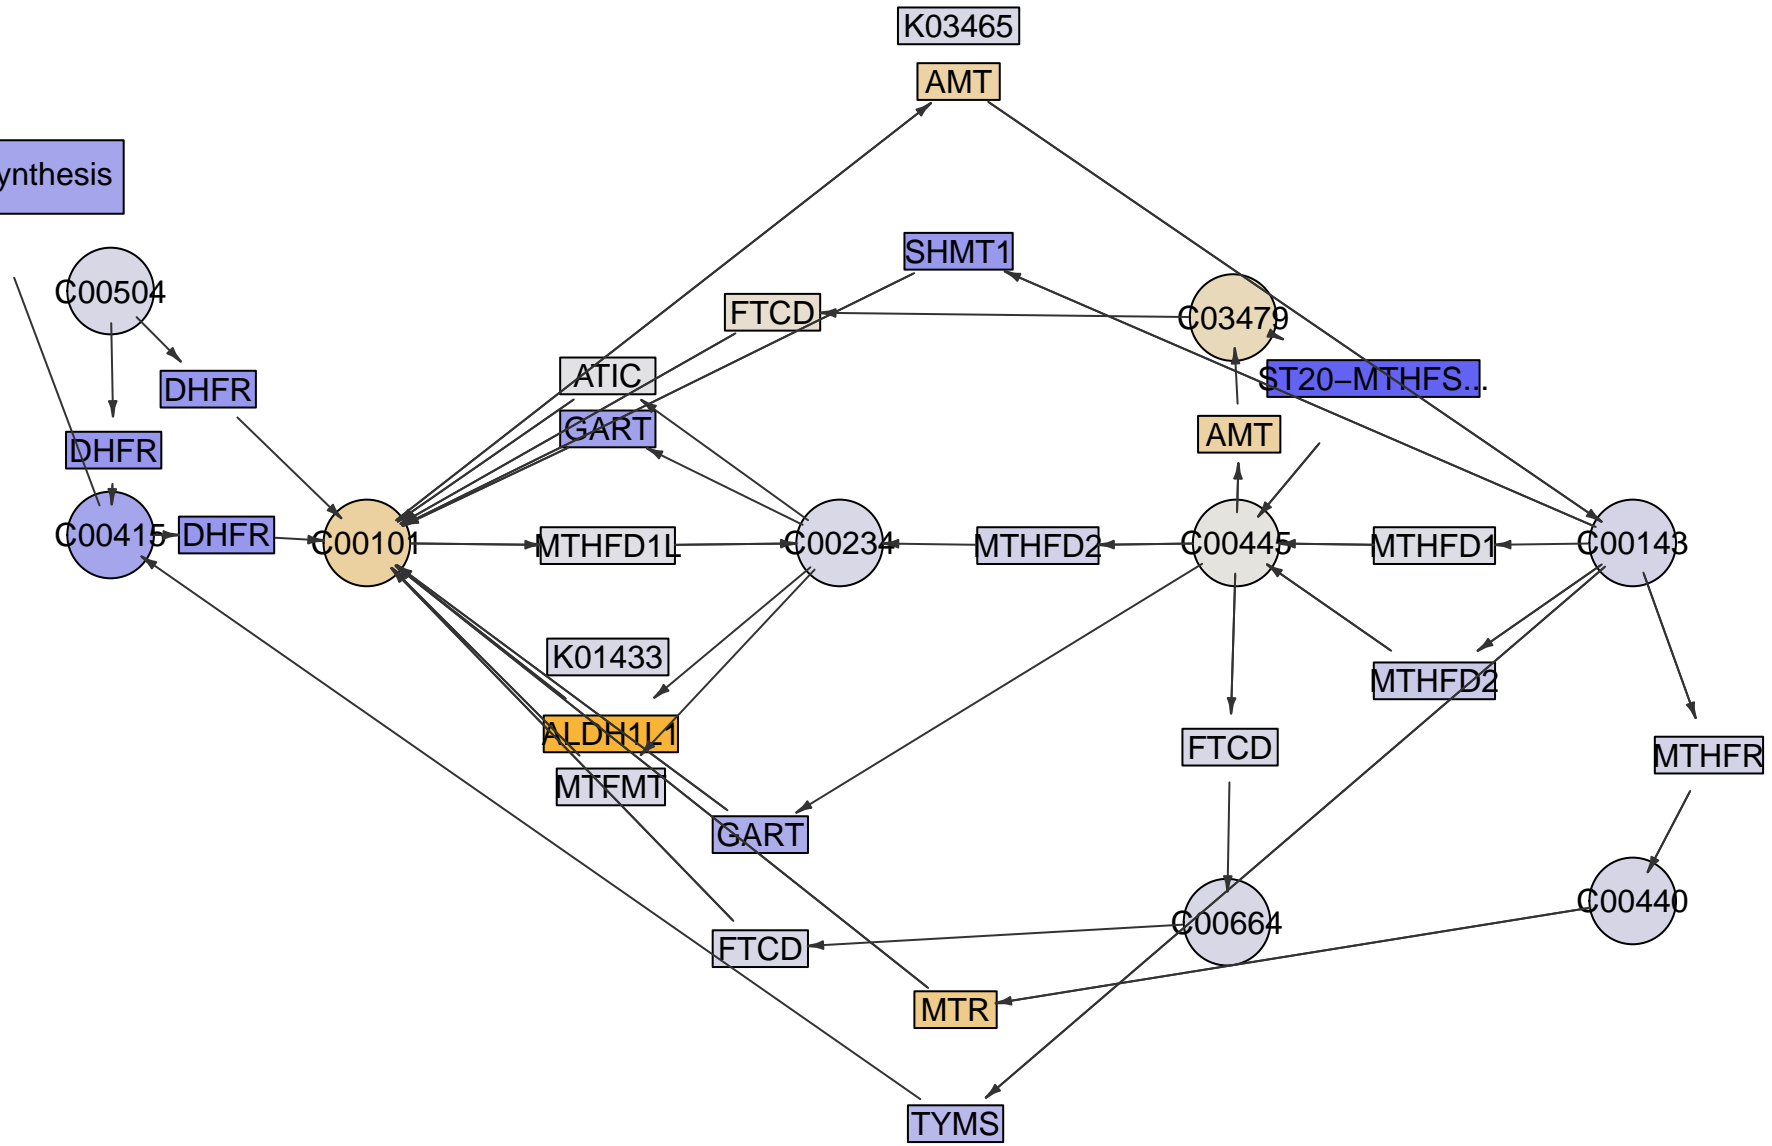 K03465
AMT
ynthesis
SHMT1
C00504
FTCD
C03479
DHFR
ATIC
ST20−MTHFS...
GART
AMT
DHFR
C00415
DHFR
C00101
MTHFD1L
C00234
MTHFD2
C00445
MTHFD1
C00143
K01433
MTHFD2
ALDH1L1
FTCD
MTHFR
MTFMT
GART
C00664
C00440
FTCD
MTR
TYMS